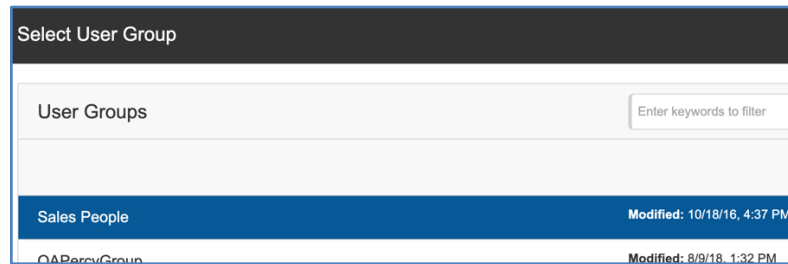 Select User Group
User Groups
Enter keywords to filter
Sales People
Modified: 10/18/16, 4:37 PM
QAPercyGroup
Modified: 8/9/18, 1:32 PM